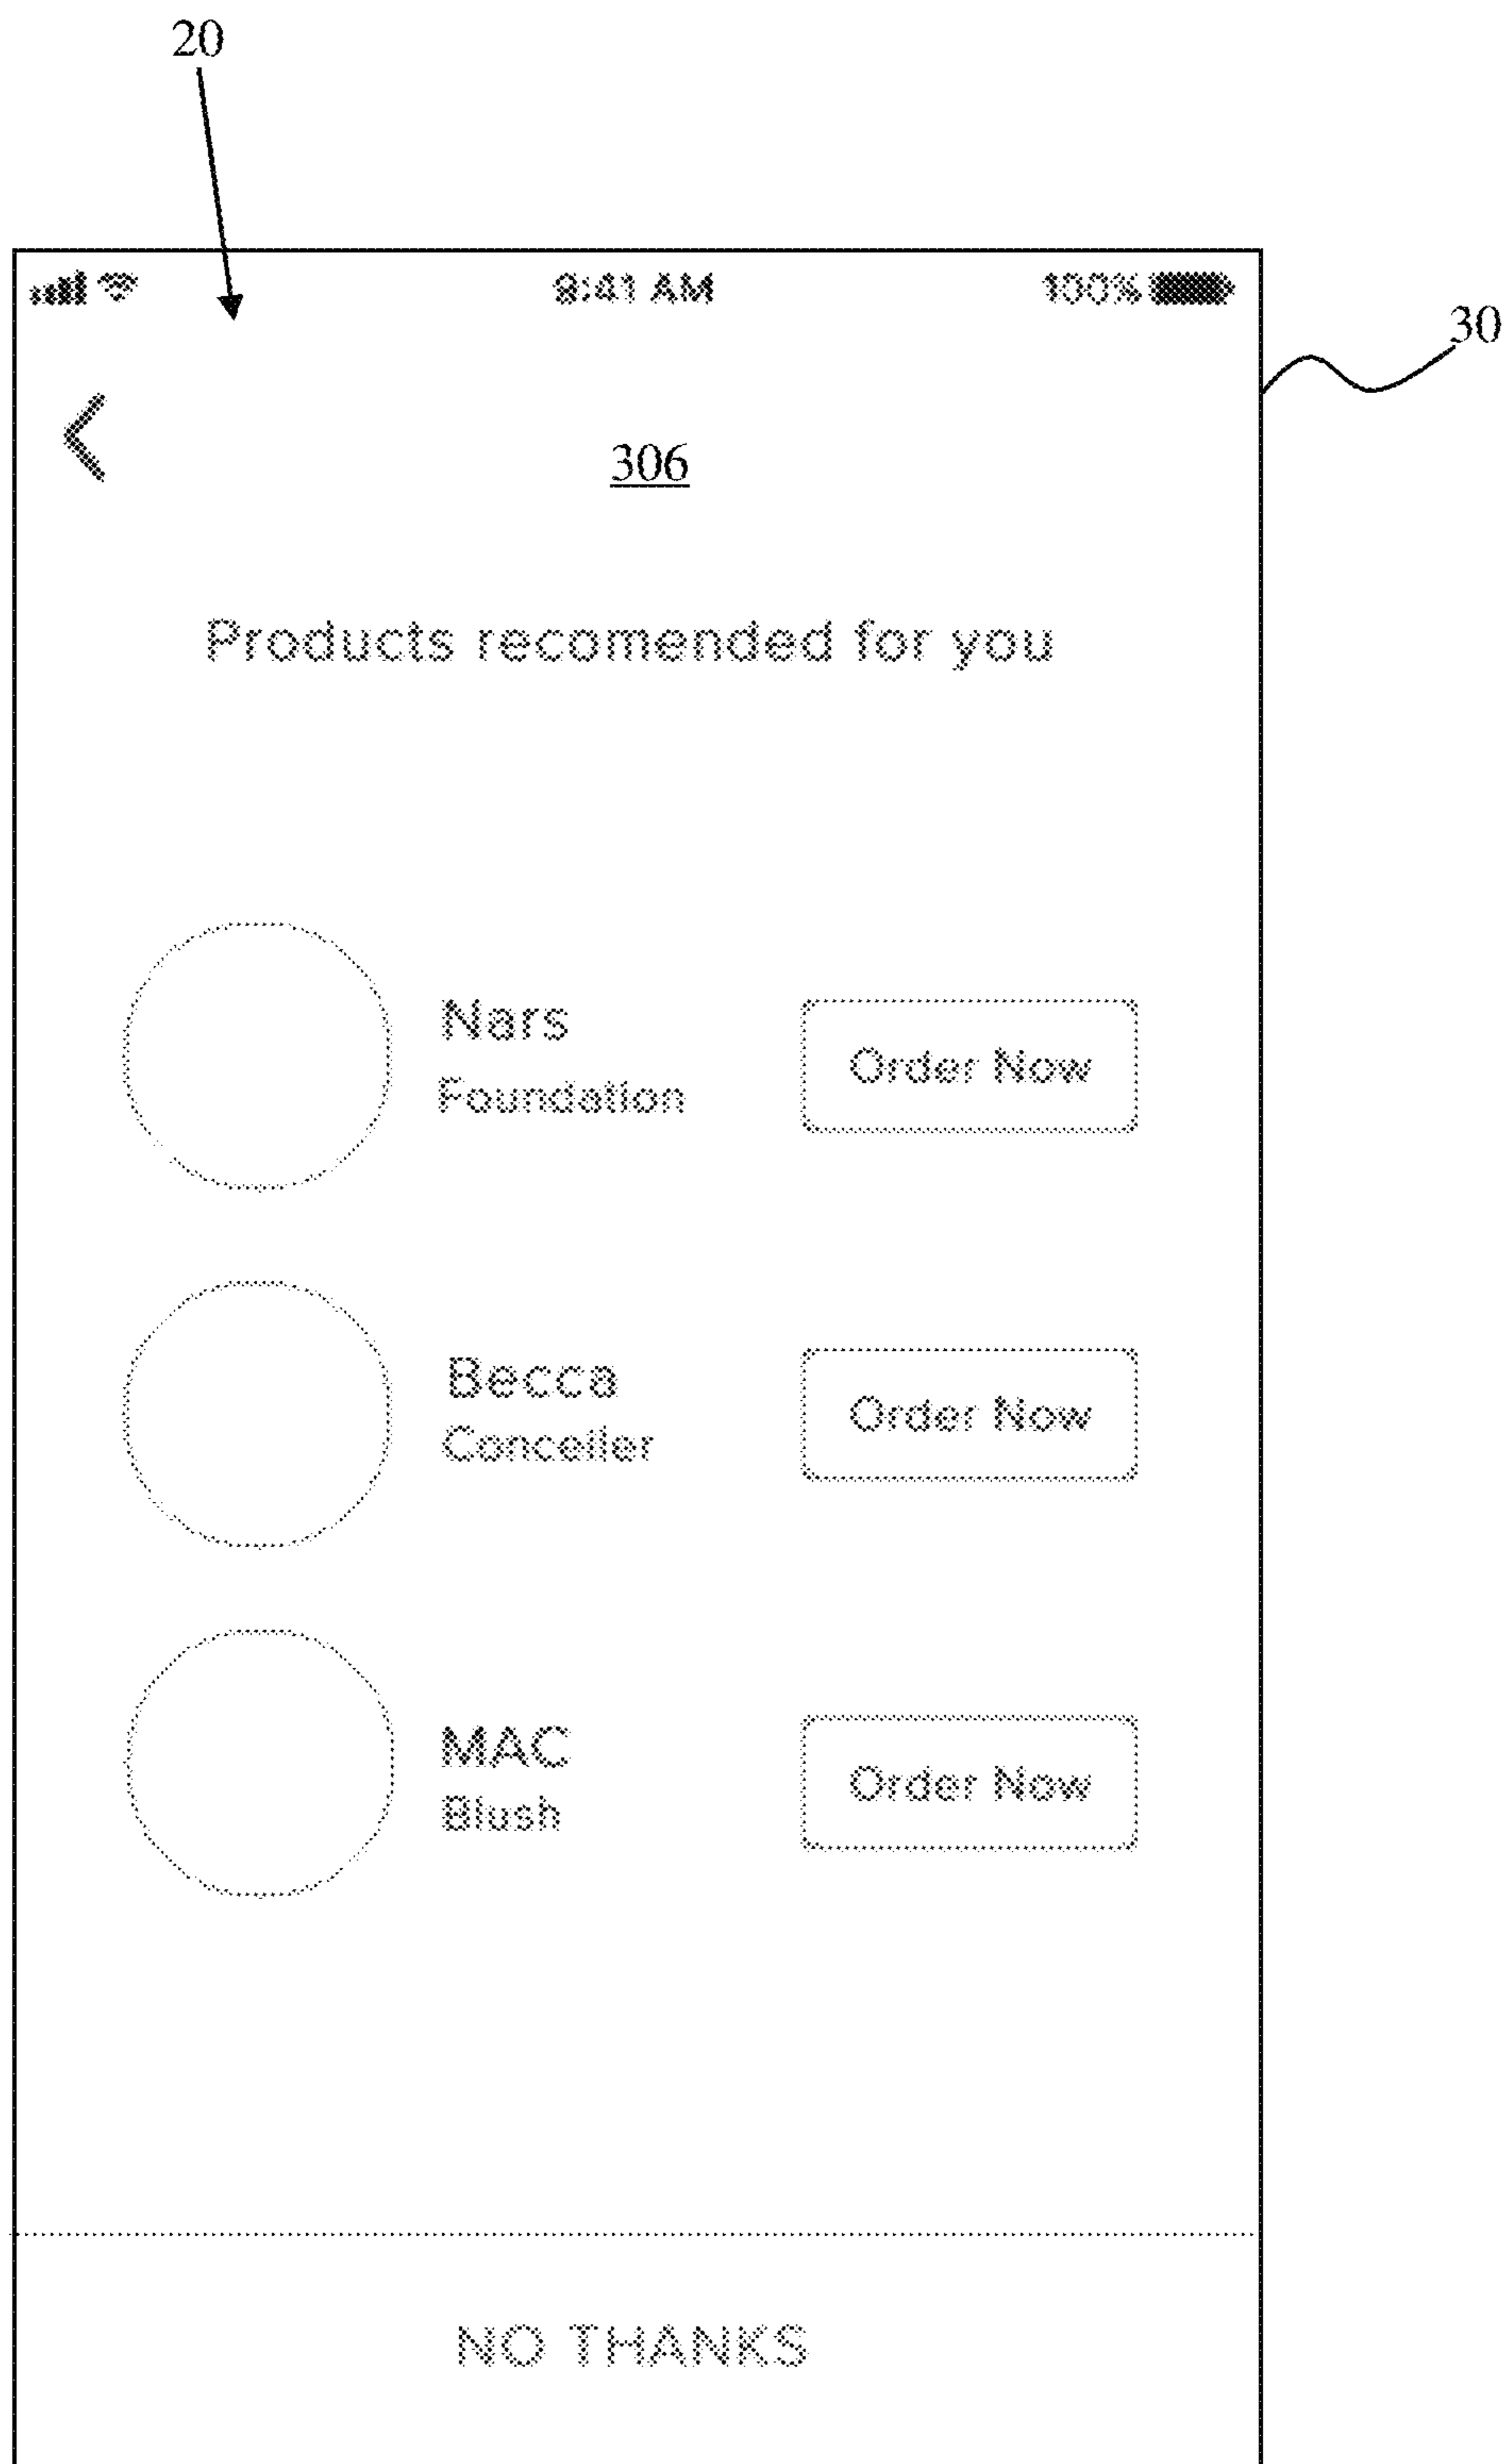 20
9:41 AM 100%
30
306
Products recomended for you
Nars
Foundation
Order Now
Becca
Conceiler
Order Now
MAC
Blush
Order Now
NO THANKS